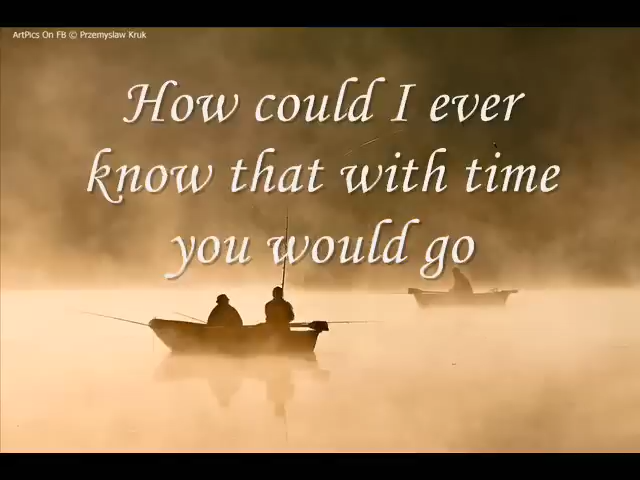 ArtPics On FB © Przemyslaw Kruk
How could I ever
know that with time
you would go